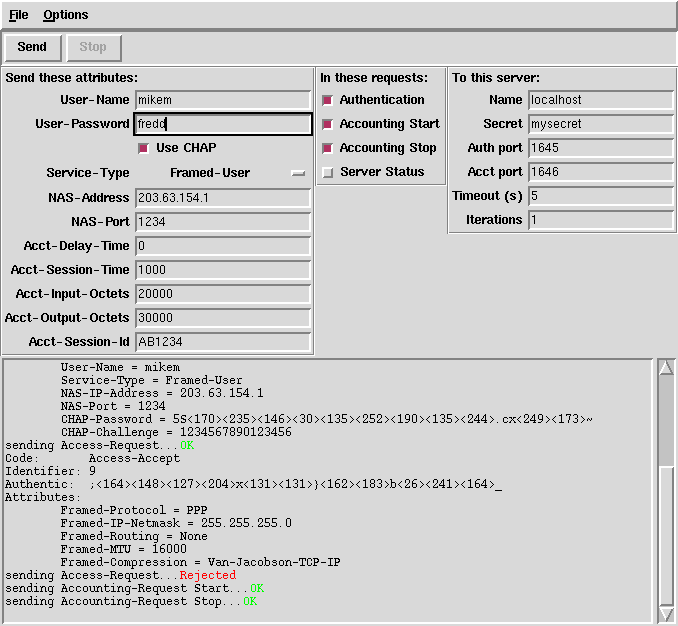 File Options
Send Stop
Send these attributes:
User-Name mikem
User-Password fredd
Use CHAP
Service-Type Framed-User
NAS-Address 203.63.154.1
NAS-Port 1234
Acct-Delay-Time 0
Acct-Session-Time 1000
Acct-Input-Octets 20000
Acct-Output-Octets 30000
Acct-Session-Id AB1234
In these requests:
Authentication
Accounting Start
Accounting Stop
Server Status
To this server:
Name localhost
Secret mysecret
Auth port 1645
Acct port 1646
Timeout (s) 5
Iterations 1
User-Name = mikem
Service-Type = Framed-User
NAS-IP-Address = 203.63.154.1
NAS-Port = 1234
CHAP-Password = 5S<170><235><146><30><135><252><190><135><244>.cx<249><173>~
CHAP-Challenge = 1234567890123456
sending Access-Request...OK
Code: Access-Accept
Identifier: 9
Authentic: ;<164><148><127><204>x<131><131>}<162><183>b<26><241><164>_
Attributes:
Framed-Protocol = PPP
Framed-IP-Netmask = 255.255.255.0
Framed-Routing = None
Framed-MTU = 16000
Framed-Compression = Van-Jacobson-TCP-IP
sending Access-Request...Rejected
sending Accounting-Request Start...OK
sending Accounting-Request Stop...OK